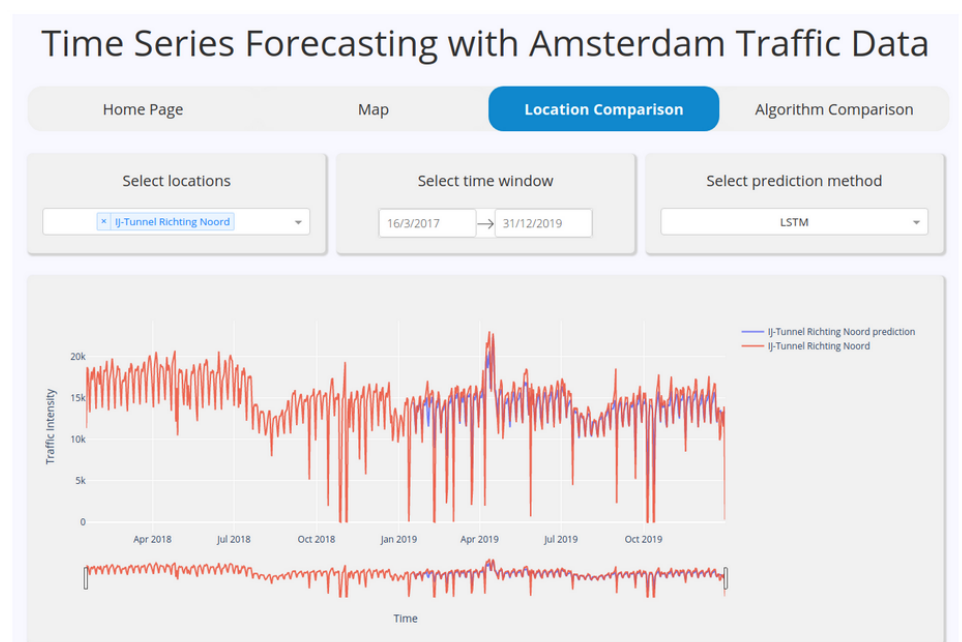 Time Series Forecasting with Amsterdam Traffic Data
Home Page Map Location Comparison Algorithm Comparison
Select locations Select time window Select prediction method
× IJ-Tunnel Richting Noord 16/3/2017 → 31/12/2019 LSTM
IJ-Tunnel Richting Noord prediction
IJ-Tunnel Richting Noord
Traffic Intensity
20k
15k
10k
5k
0
Apr 2018 Jul 2018 Oct 2018 Jan 2019 Apr 2019 Jul 2019 Oct 2019
Time